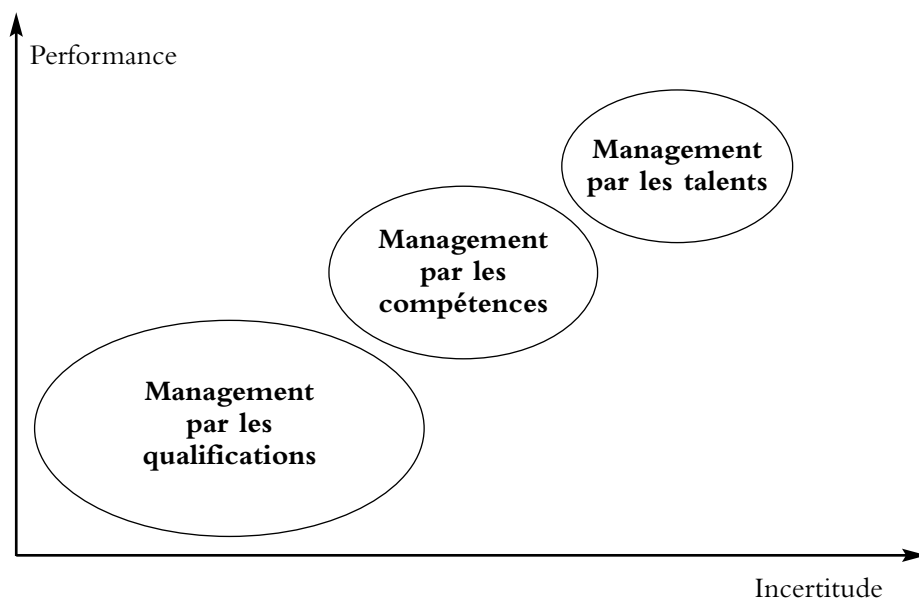 Performance
Management
par les talents
Management
par les
compétences
Management
par les
qualifications
Incertitude